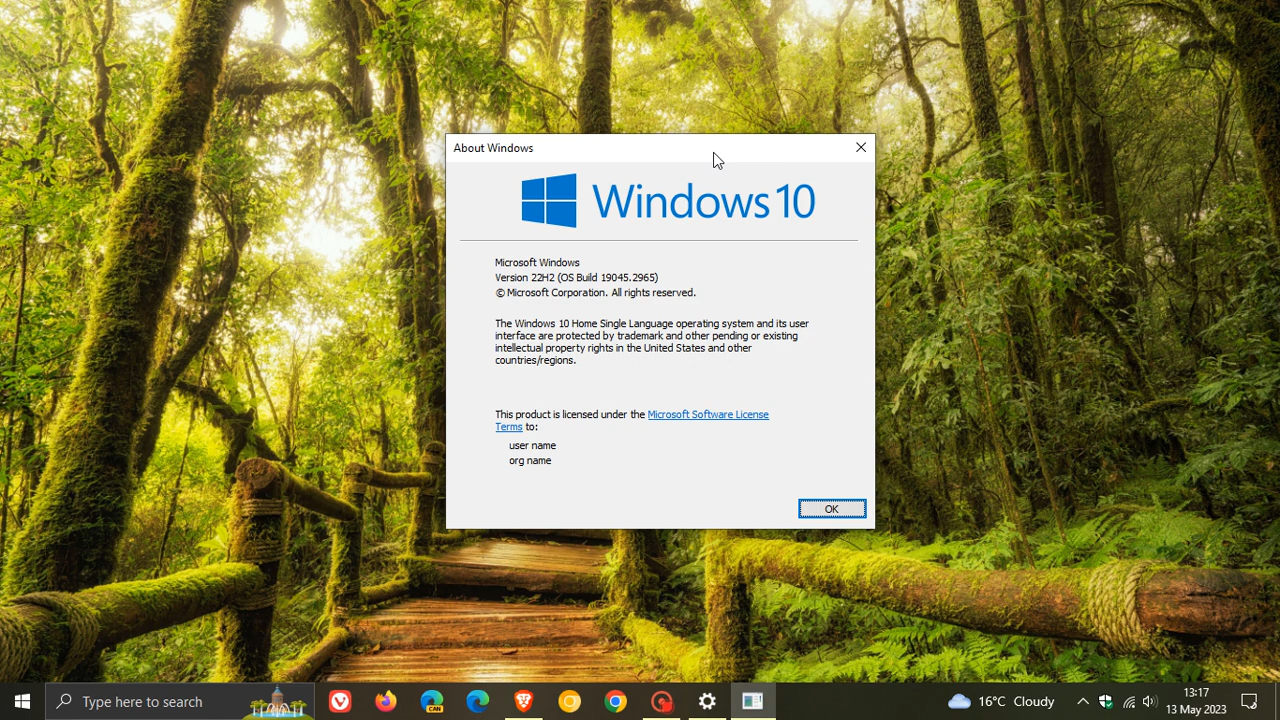 About Windows
Windows 10
Microsoft Windows
Version 22H2 (OS Build 19045.2965)
© Microsoft Corporation. All rights reserved.
The Windows 10 Home Single Language operating system and its user
interface are protected by trademark and other pending or existing
intellectual property rights in the United States and other
countries/regions.
This product is licensed under the Microsoft Software License
Terms to:
user name
org name
OK
Type here to search
CAN
16°C Cloudy
13:17
13 May 2023